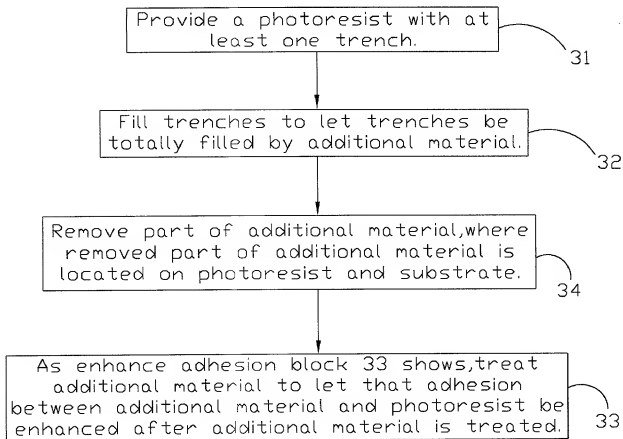 Provide a photoresist with at
least one trench.
31
Fill trenches to let trenches be
totally filled by additional material.
32
Remove part of additional material,where
removed part of additional material is
located on photoresist and substrate.
34
As enhance adhesion block 33 shows,treat
additional material to let that adhesion
between additional material and photoresist be
enhanced after additional material is treated.
33